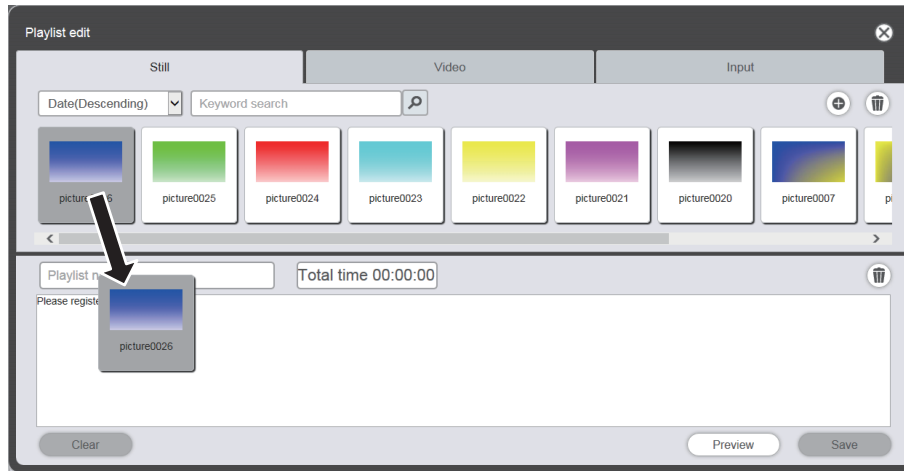 Playlist edit
Still Video Input
Date(Descending) Keyword search
picture0025 picture0024 picture0023 picture0022 picture0021 picture0020 picture0007
Total time 00:00:00
Please
picture0026
Clear Preview Save